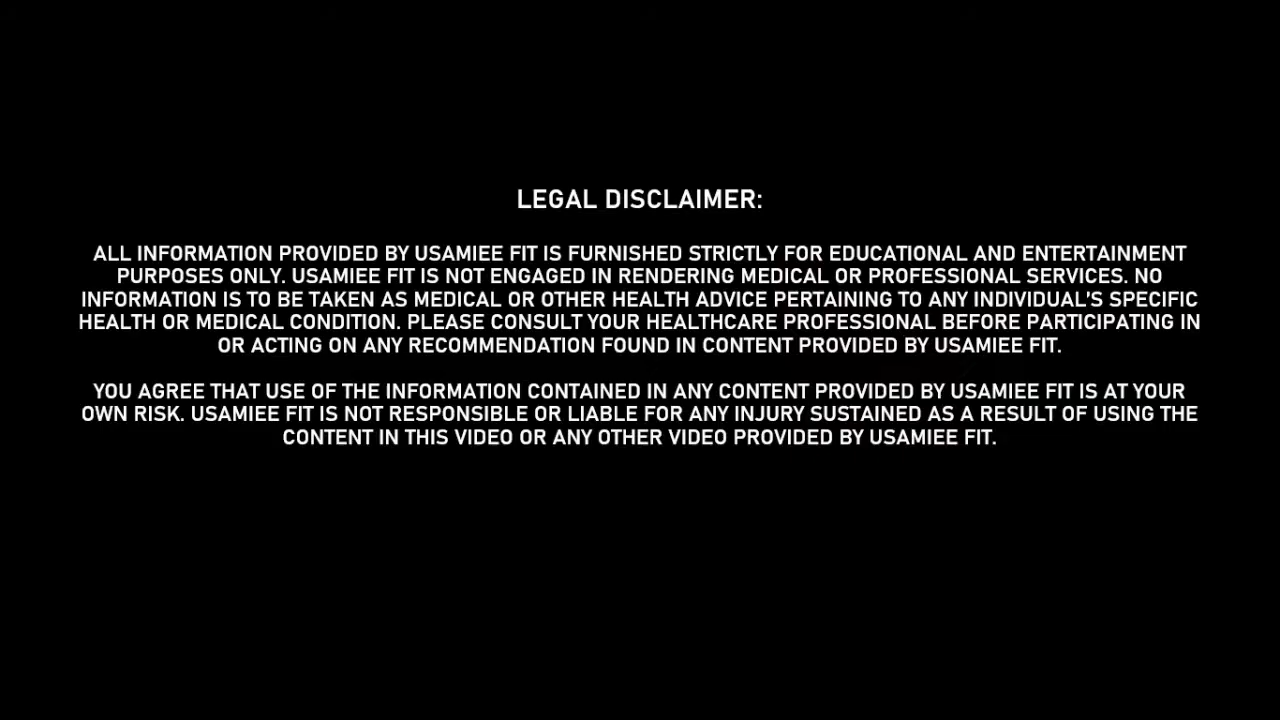 LEGAL DISCLAIMER:
ALL INFORMATION PROVIDED BY USAMIEE FIT IS FURNISHED STRICTLY FOR EDUCATIONAL AND ENTERTAINMENT
PURPOSES ONLY. USAMIEE FIT IS NOT ENGAGED IN RENDERING MEDICAL OR PROFESSIONAL SERVICES. NO
INFORMATION IS TO BE TAKEN AS MEDICAL OR OTHER HEALTH ADVICE PERTAINING TO ANY INDIVIDUAL'S SPECIFIC
HEALTH OR MEDICAL CONDITION. PLEASE CONSULT YOUR HEALTHCARE PROFESSIONAL BEFORE PARTICIPATING IN
OR ACTING ON ANY RECOMMENDATION FOUND IN CONTENT PROVIDED BY USAMIEE FIT.
YOU AGREE THAT USE OF THE INFORMATION CONTAINED IN ANY CONTENT PROVIDED BY USAMIEE FIT IS AT YOUR
OWN RISK. USAMIEE FIT IS NOT RESPONSIBLE OR LIABLE FOR ANY INJURY SUSTAINED AS A RESULT OF USING THE
CONTENT IN THIS VIDEO OR ANY OTHER VIDEO PROVIDED BY USAMIEE FIT.